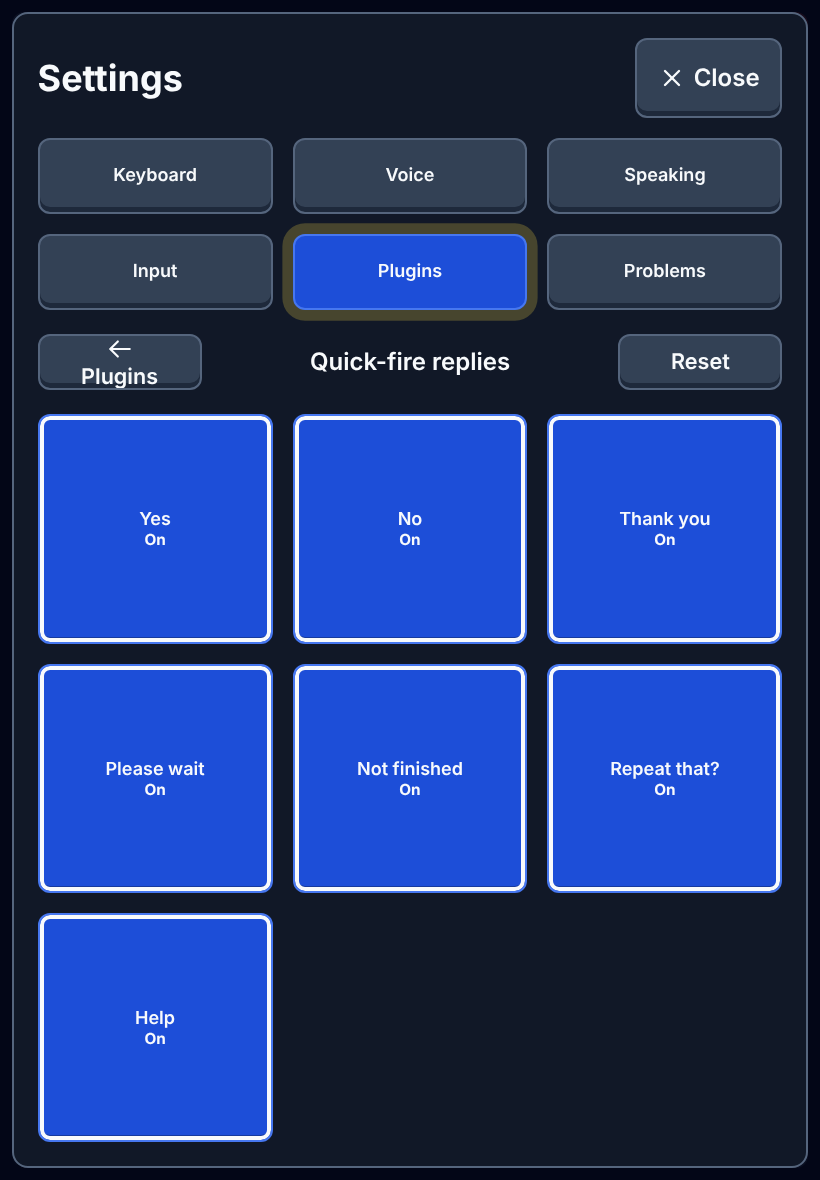 Settings
Close
Keyboard
Voice
Speaking
Input
Plugins
Problems
Plugins
Quick-fire replies
Reset
Yes
On
No
On
Thank you
On
Please wait
On
Not finished
On
Repeat that?
On
Help
On